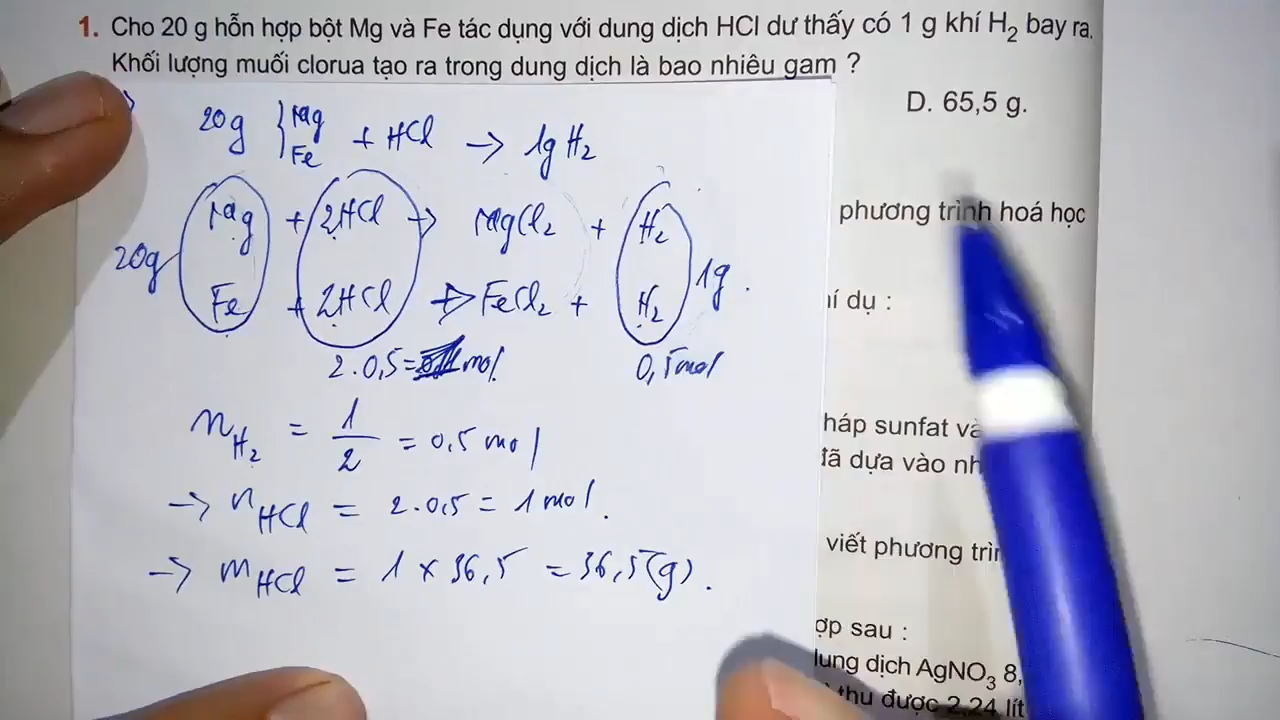 1. Cho 20 g hỗn hợp bột Mg và Fe tác dụng với dung dịch HCl dư thấy có 1 g khí H₂ bay ra.
Khối lượng muối clorua tạo ra trong dung dịch là bao nhiêu gam ?
D. 65,5 g.
20g } Mg Fe + HCl → 1g H₂
Mg + 2HCl → MgCl₂ + H₂
20g 1g.
Fe + 2HCl → FeCl₂ + H₂
2.0,5= mol 0,5mol
n H₂ = 1/2 = 0,5 mol
→ n HCl = 2.0,5 = 1 mol.
→ m HCl = 1 × 36,5 = 36,5(g).
phương trình hoá học
í dụ :
háp sunfat và
đã dựa vào nh
viết phương trìn
ợp sau :
dung dịch AgNO₃ 8,
thu được 2,24 lít